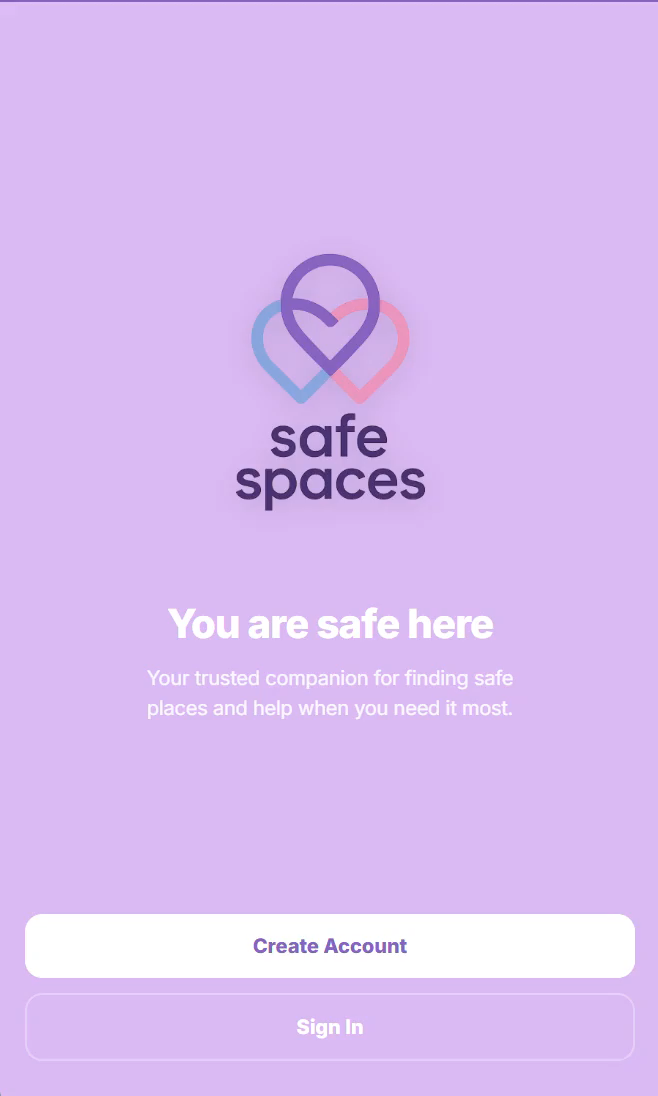 safe
spaces
You are safe here
Your trusted companion for finding safe
places and help when you need it most.
Create Account
Sign In